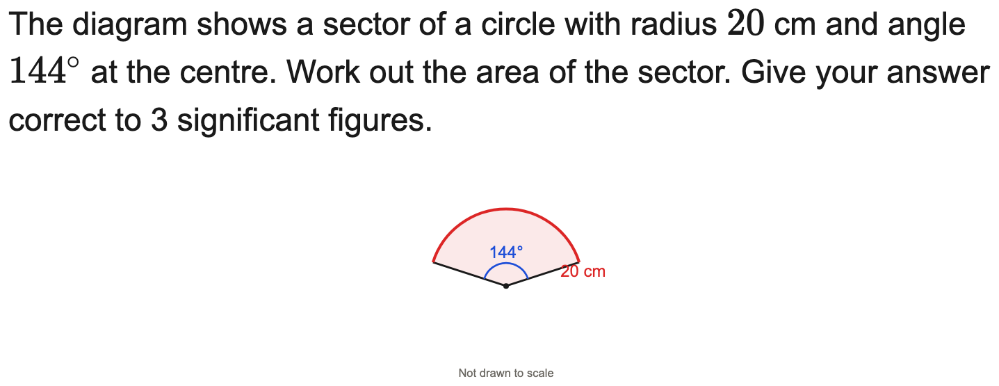 The diagram shows a sector of a circle with radius 20 cm and angle
144° at the centre. Work out the area of the sector. Give your answer
correct to 3 significant figures.
144°
20 cm
Not drawn to scale